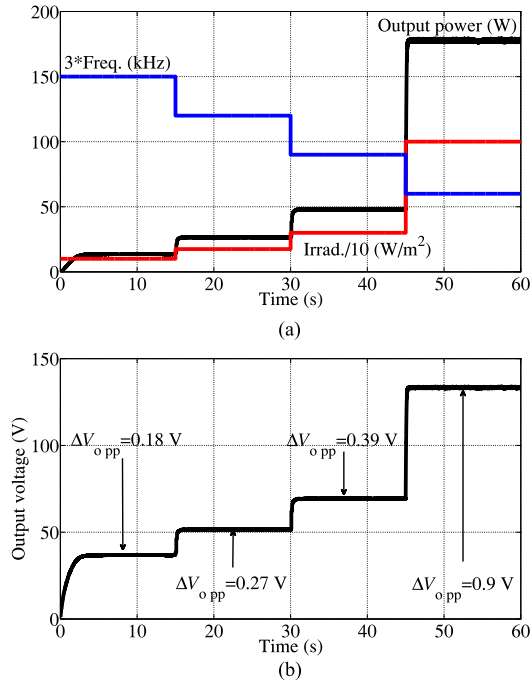 200
150
100
50
0
Output power (W)
3*Freq. (kHz)
Irrad./10 (W/m²)
0 10 20 30 40 50 60
Time (s)
(a)
Output voltage (V)
150
100
50
0
ΔV o pp=0.18 V
ΔV o pp=0.39 V
ΔV o pp=0.27 V
ΔV o pp=0.9 V
0 10 20 30 40 50 60
Time (s)
(b)